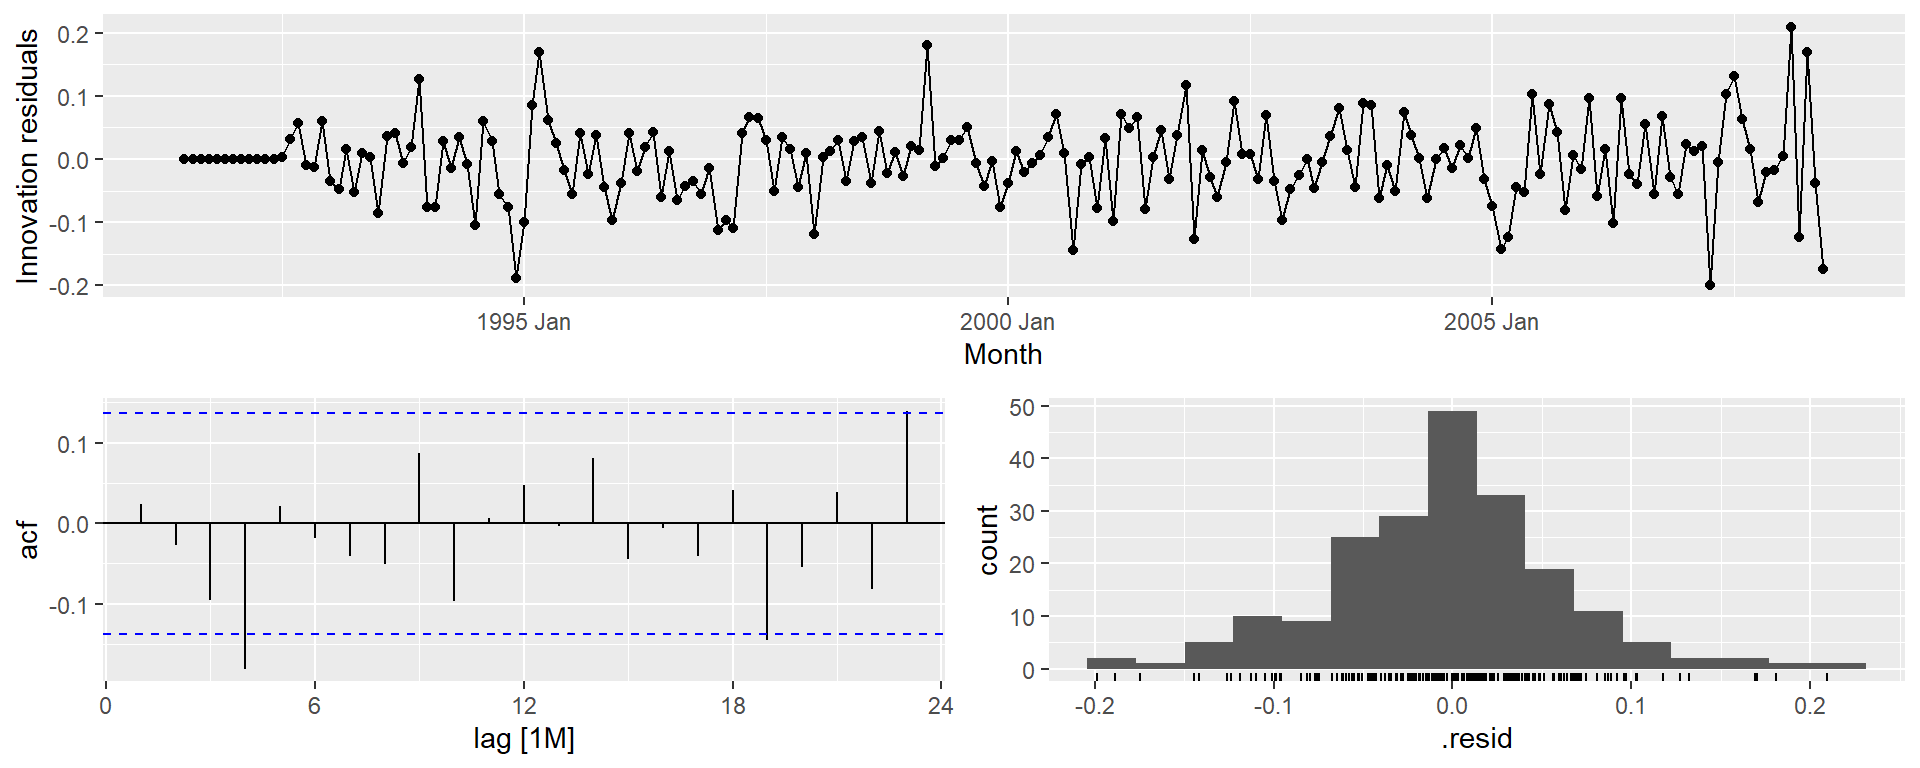 Innovation residuals
0.2
0.1
0.0
-0.1
-0.2
1995 Jan 2000 Jan 2005 Jan
Month
acf
0.1
0.0
-0.1
0 6 12 18 24
lag [1M]
count
50
40
30
20
10
0
-0.2 -0.1 0.0 0.1 0.2
.resid